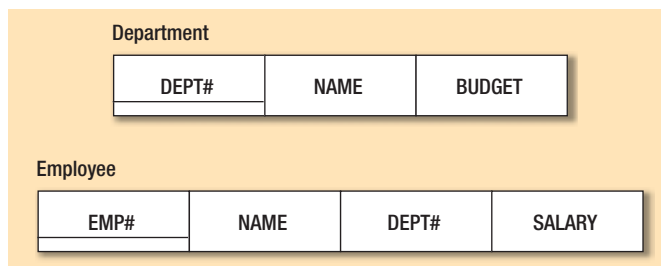 Department
DEPT# NAME BUDGET
Employee
EMP# NAME DEPT# SALARY